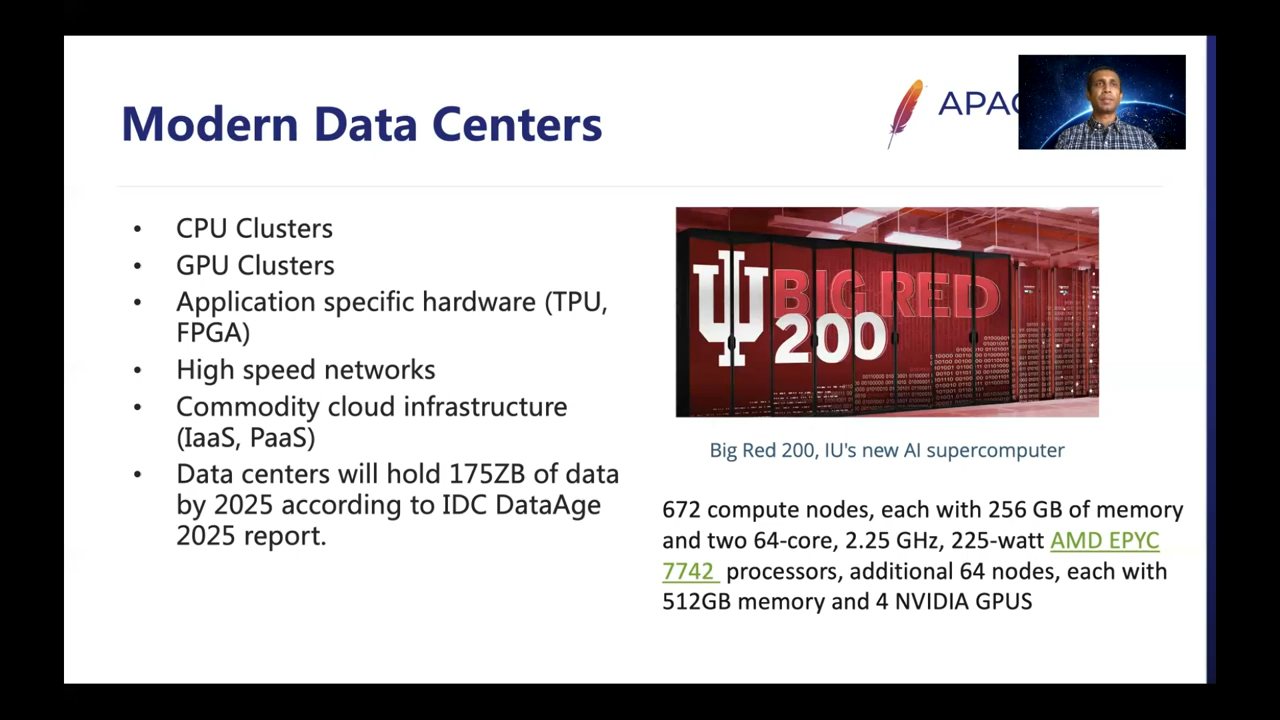 Modern Data Centers
• CPU Clusters
• GPU Clusters
• Application specific hardware (TPU,
FPGA)
• High speed networks
• Commodity cloud infrastructure
(IaaS, PaaS)
• Data centers will hold 175ZB of data
by 2025 according to IDC DataAge
2025 report.
BIG RED
200
Big Red 200, IU's new AI supercomputer
672 compute nodes, each with 256 GB of memory
and two 64-core, 2.25 GHz, 225-watt AMD EPYC
7742 processors, additional 64 nodes, each with
512GB memory and 4 NVIDIA GPUS